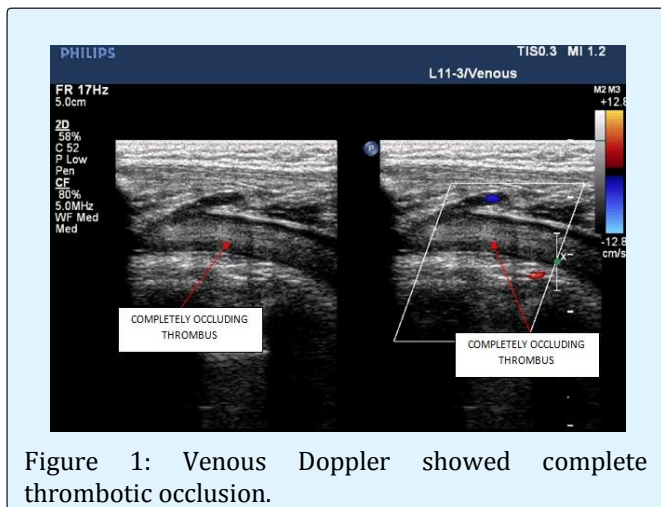 PHILIPS
TIS0.3 MI 1.2
L11-3/Venous
FR 17Hz
5.0cm
2D
58%
C 52
P Low
Pen
CF
80%
5.0MHz
WF Med
Med
M2 M3
+12.8
-12.8
cm/s
P
x
COMPLETELY OCCLUDING
THROMBUS
COMPLETELY OCCLUDING
THROMBUS
Figure 1: Venous Doppler showed complete
thrombotic occlusion.